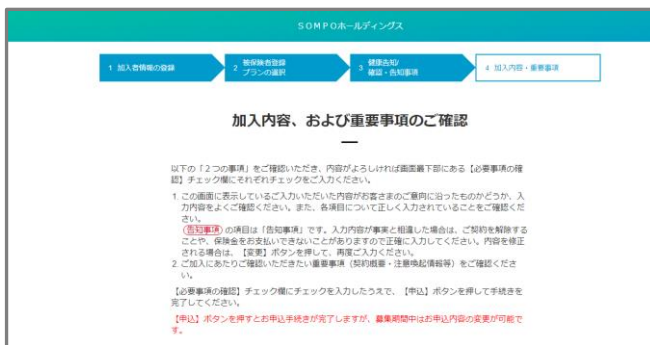 SOMPOホールディングス
1 加入者情報の登録
2 被保険者登録
プランの選択
3 健康告知/
確認・告知事項
4 加入内容・重要事項
加入内容、および重要事項のご確認
以下の「2つの事項」をご確認いただき、内容がよろしければ画面最下部にある【必要事項の確
認】チェック欄にそれぞれチェックをご入力ください。
1. この画面に表示しているご入力いただいた内容がお客さまのご意向に沿ったものかどうか、入
力内容をよくご確認ください。また、各項目について正しく入力されていることをご確認くだ
さい。
告知事項 の項目は「告知事項」です。入力内容が事実と相違した場合は、ご契約を解除する
ことや、保険金をお支払いできないことがありますので正確に入力してください。内容を修正
される場合は、【変更】ボタンを押して、再度ご入力ください。
2. ご加入にあたりご確認いただきたい重要事項（契約概要・注意喚起情報等）をご確認くださ
い。
【必要事項の確認】チェック欄にチェックを入力したうえで、【申込】ボタンを押して手続きを
完了してください。
【申込】ボタンを押すとお申込手続きが完了しますが、募集期間中はお申込内容の変更が可能で
す。